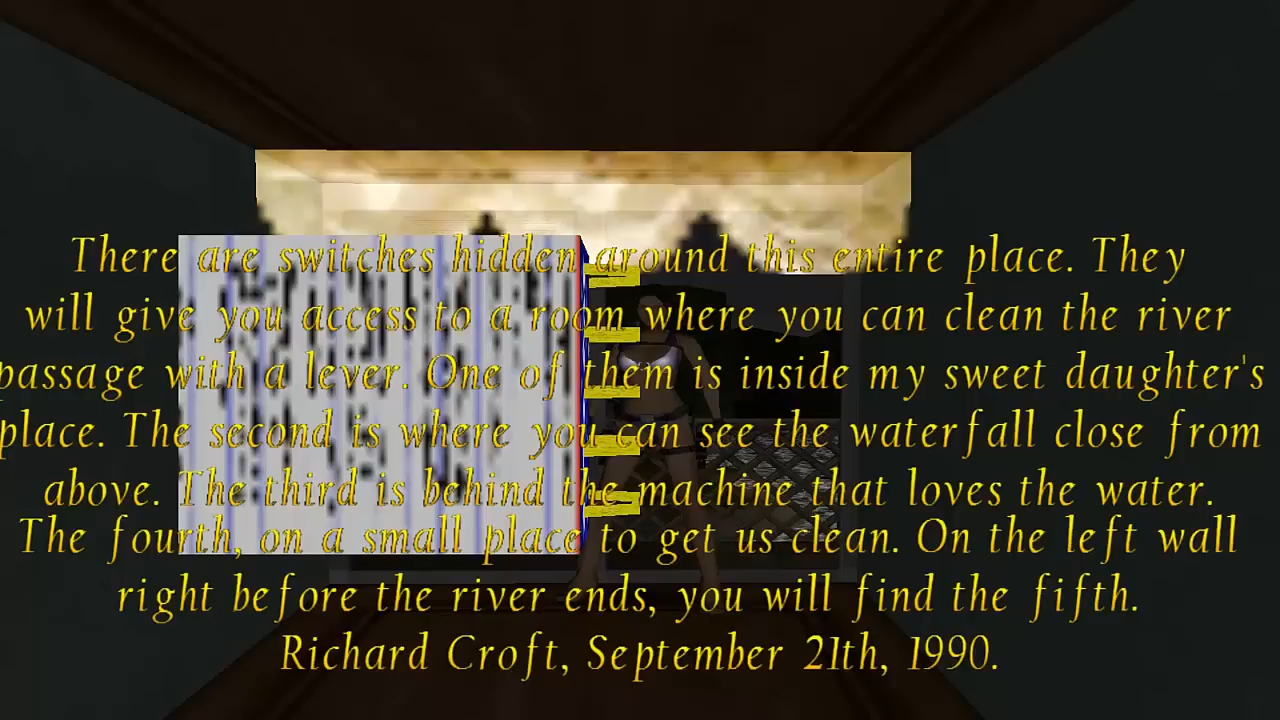 There are switches hidden around this entire place. They
will give you access to a room where you can clean the river
passage with a lever. One of them is inside my sweet daughter's
place. The second is where you can see the waterfall close from
above. The third is behind the machine that loves the water.
The fourth, on a small place to get us clean. On the left wall
right before the river ends, you will find the fifth.
Richard Croft, September 21th, 1990.